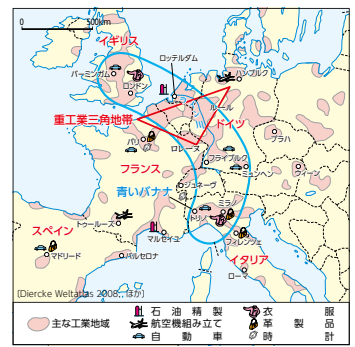 0 500km
イギリス
ロッテルダム
バーミンガム
ハンブルク
ロンドン
ルール
重工業三角地帯
ドイツ
パリ
ロレーヌ
プラハ
フライブルク
フランス
ミュンヘン
ウィーン
青いバナナ
ジュネーヴ
ミラノ
トリノ
トゥールーズ
スペイン
マルセイユ
フィレンツェ
マドリード
バルセロナ
イタリア
ローマ
〔Diercke Weltatlas 2008、ほか〕
主な工業地域
石油精製
衣服
航空機組み立て
革製品
自動車
時計